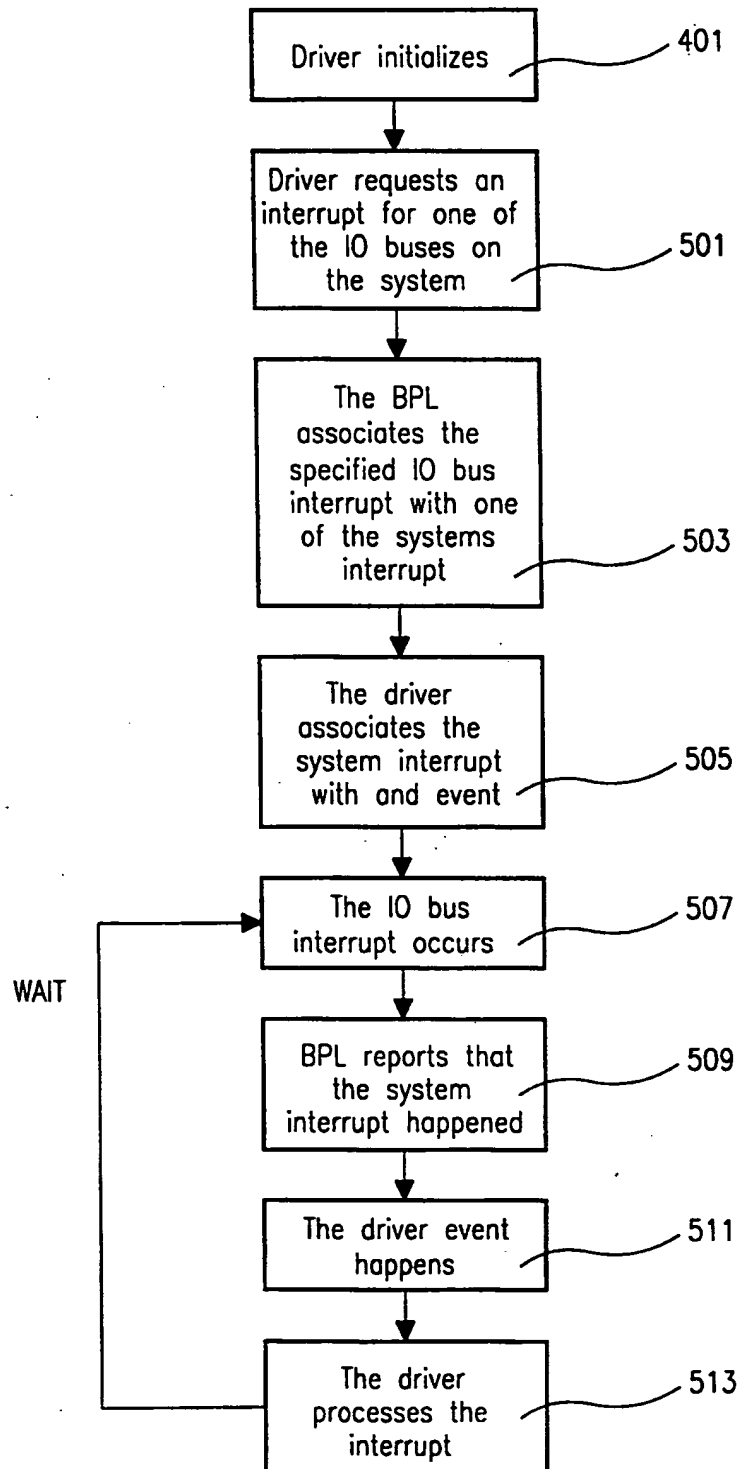 Driver initializes
401
Driver requests an
interrupt for one of
the IO buses on
the system
501
The BPL
associates the
specified IO bus
interrupt with one
of the systems
interrupt
503
The driver
associates the
system interrupt
with and event
505
The IO bus
interrupt occurs
507
WAIT
BPL reports that
the system
interrupt happened
509
The driver event
happens
511
The driver
processes the
interrupt
513